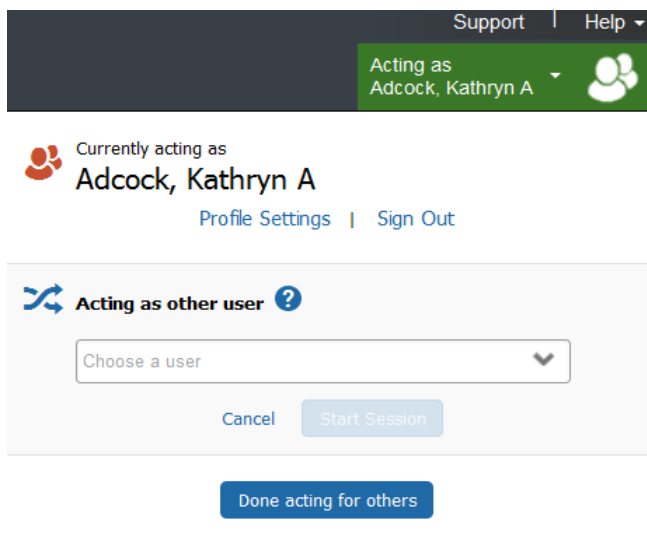 Support | Help
Acting as
Adcock, Kathryn A
Currently acting as
Adcock, Kathryn A
Profile Settings | Sign Out
Acting as other user ?
Choose a user
Cancel Start Session
Done acting for others